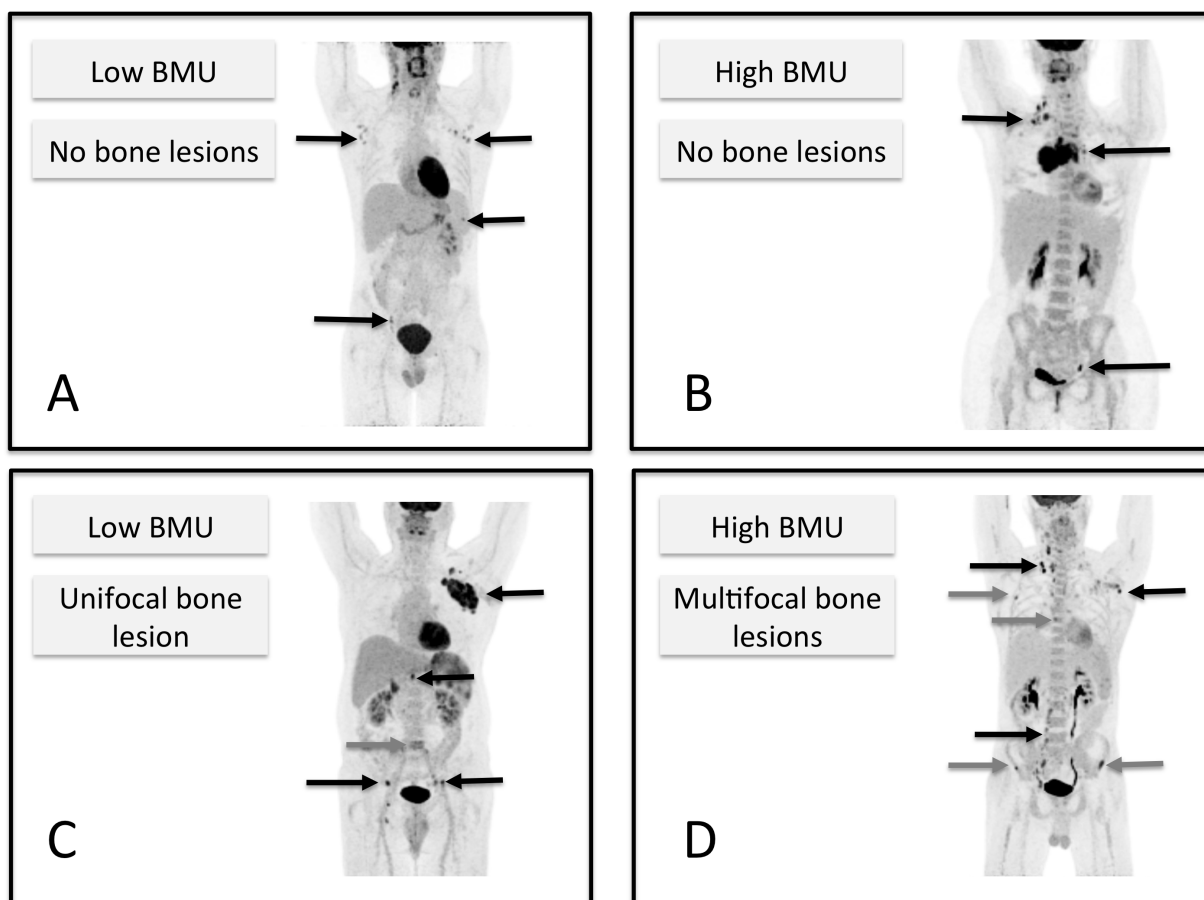 Low BMU
No bone lesions
A
High BMU
No bone lesions
B
Low BMU
Unifocal bone
lesion
C
High BMU
Multifocal bone
lesions
D